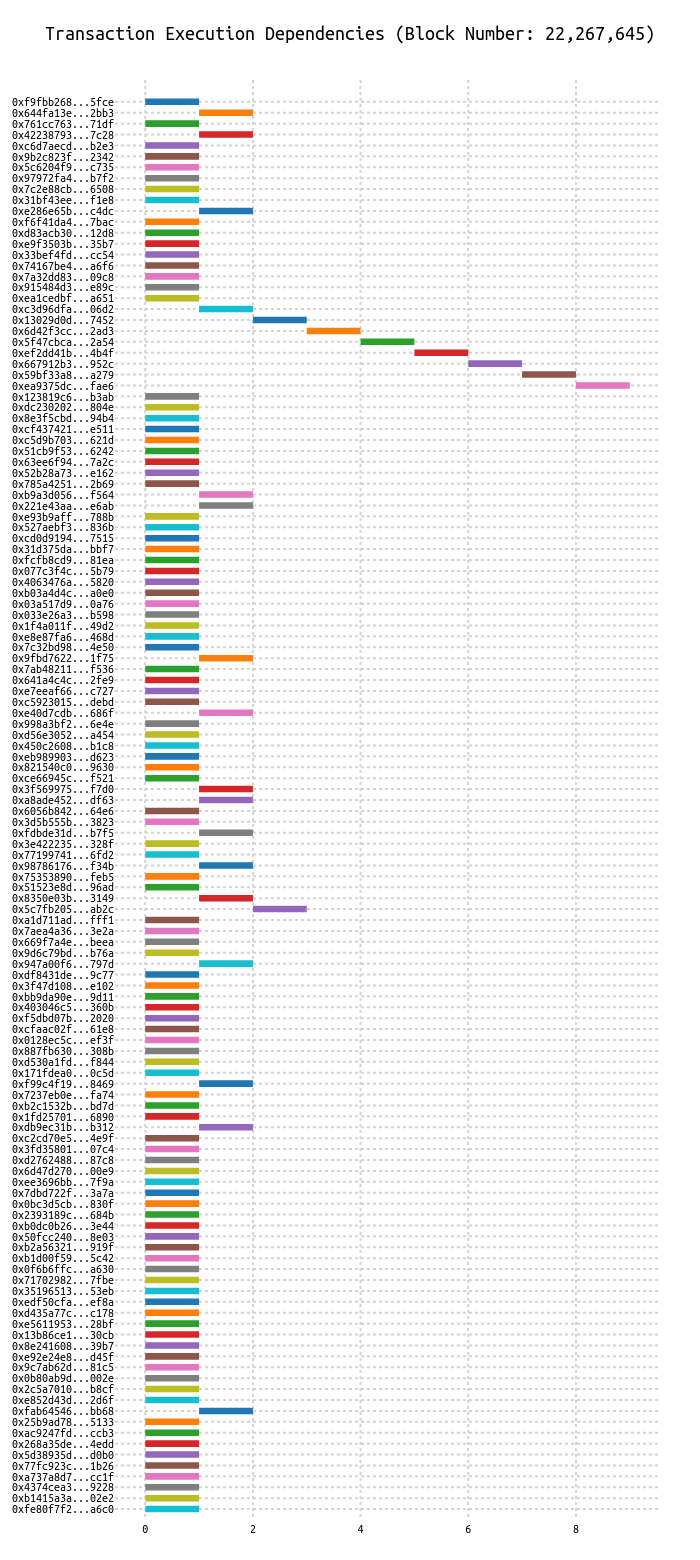 Transaction Execution Dependencies (Block Number: 22,267,645)
0xf9fbb268...5fce
0x644fa13e...2bb3
0x761cc763...71df
0x42238793...7c28
0xc6d7aecd...b2e3
0x9b2c823f...2342
0x5c6204f9...c735
0x97972fa4...b7f2
0x7c2e88cb...6508
0x31bf43ee...f1e8
0xe286e65b...c4dc
0xf6f41da4...7bac
0xd83acb30...12d8
0xe9f3503b...35b7
0x33bef4fd...cc54
0x74167be4...a6f6
0x7a32dd83...09c8
0x915484d3...e89c
0xea1cedbf...a651
0xc3d96dfa...06d2
0x13029d0d...7452
0x6d42f3cc...2ad3
0x5f47cbca...2a54
0xef2dd41b...4b4f
0x667912b3...952c
0x59bf33a8...a279
0xea9375dc...fae6
0x123819c6...b3ab
0xdc230202...804e
0x8e3f5cbd...94b4
0xcf437421...e511
0xc5d9b703...621d
0x51cb9f53...6242
0x63ee6f94...7a2c
0x52b28a73...e162
0x785a4251...2b69
0xb9a3d056...f564
0x221e43aa...e6ab
0xe93b9aff...788b
0x527aebf3...836b
0xcd0d9194...7515
0x31d375da...bbf7
0xfcfb8cd9...81ea
0x077c3f4c...5b79
0x4063476a...5820
0xb03a4d4c...a0e0
0x03a517d9...0a76
0x033e26a3...b598
0x1f4a011f...49d2
0xe8e87fa6...468d
0x7c32bd98...4e50
0x9fbd7622...1f75
0x7ab48211...f536
0x641a4c4c...2fe9
0xe7eeaf66...c727
0xc5923015...debd
0xe40d7cdb...686f
0x998a3bf2...6e4e
0xd56e3052...a454
0x450c2608...b1c8
0xeb989903...d623
0x821540c0...9630
0xce66945c...f521
0x3f569975...f7d0
0xa8ade452...df63
0x6056b842...64e6
0x3d5b555b...3823
0xfdbde31d...b7f5
0x3e422235...328f
0x77199741...6fd2
0x98786176...f34b
0x75353890...feb5
0x51523e8d...96ad
0x8350e03b...3149
0x5c7fb205...ab2c
0xa1d711ad...fff1
0x7aea4a36...3e2a
0x669f7a4e...beea
0x9d6c79bd...b76a
0x947a00f6...797d
0xdf8431de...9c77
0x3f47d108...e102
0xbb9da90e...9d11
0x403046c5...360b
0xf5dbd07b...2020
0xcfaac02f...61e8
0x0128ec5c...ef3f
0x887fb630...308b
0xd530a1fd...f844
0x171fdea0...0c5d
0xf99c4f19...8469
0x7237eb0e...fa74
0xb2c1532b...bd7d
0x1fd25701...6890
0xdb9ec31b...b312
0xc2cd70e5...4e9f
0x3fd35801...07c4
0xd2762488...87c8
0x6d47d270...00e9
0xee3696bb...7f9a
0x7dbd722f...3a7a
0x0bc3d5cb...830f
0x2393189c...684b
0xb0dc0b26...3e44
0x50fcc240...8e03
0xb2a56321...919f
0xb1d00f59...5c42
0x0f6b6ffc...a630
0x71702982...7fbe
0x35196513...53eb
0xedf50cfa...ef8a
0xd435a77c...c178
0xe5611953...28bf
0x13b86ce1...30cb
0x8e241608...39b7
0xe92e24e8...d45f
0x9c7ab62d...81c5
0x0b80ab9d...002e
0x2c5a7010...b8cf
0xe852d43d...2d6f
0xfab64546...bb68
0x25b9ad78...5133
0xac9247fd...ccb3
0x268a35de...4edd
0x5d38935d...d0b0
0x77fc923c...1b26
0xa737a8d7...cc1f
0x4374cea3...9228
0xb1415a3a...02e2
0xfe80f7f2...a6c0
0 2 4 6 8